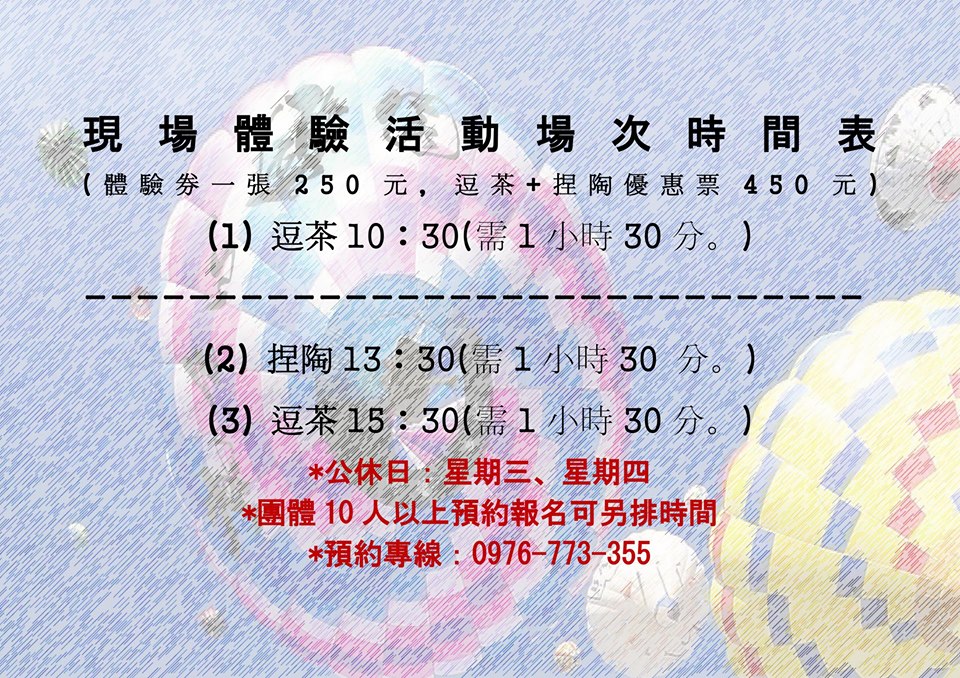 現場體驗活動場次時間表
(體驗券一張 250 元，逗茶+捏陶優惠票 450 元)
(1) 逗茶 10：30(需 1 小時 30 分。)
------------------------------
(2) 捏陶 13：30(需 1 小時 30 分。)
(3) 逗茶 15：30(需 1 小時 30 分。)
*公休日：星期三、星期四
*團體 10 人以上預約報名可另排時間
*預約專線：0976-773-355